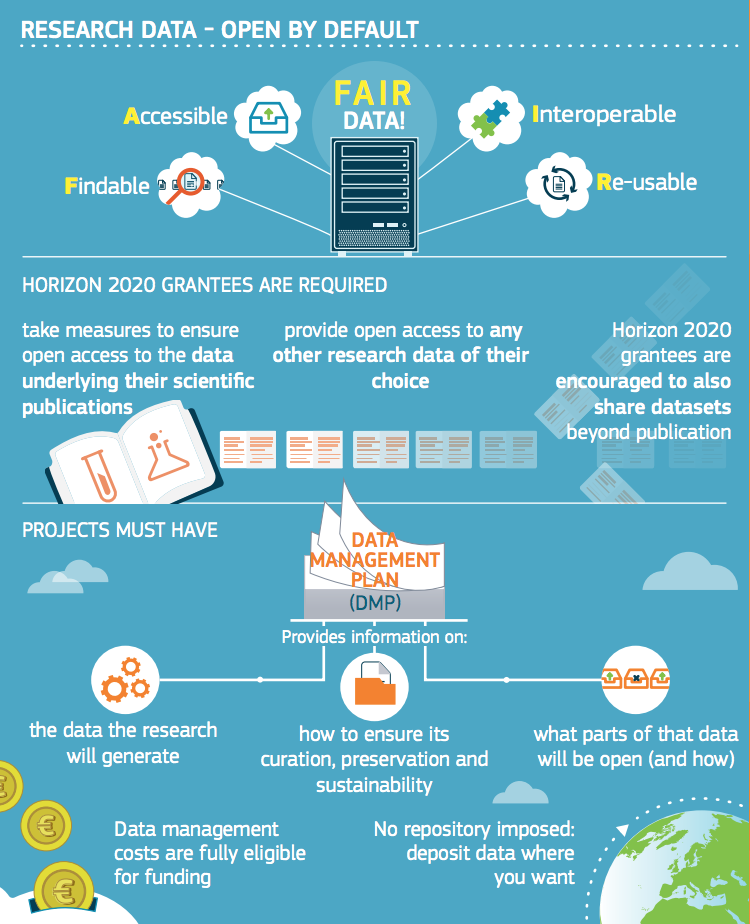 RESEARCH DATA – OPEN BY DEFAULT
FAIR
DATA!
Accessible
Interoperable
Findable
Re-usable
HORIZON 2020 GRANTEES ARE REQUIRED
take measures to ensure
open access to the data
underlying their scientific
publications
provide open access to any
other research data of their
choice
Horizon 2020
grantees are
encouraged to also
share datasets
beyond publication
PROJECTS MUST HAVE
DATA
MANAGEMENT
PLAN
(DMP)
Provides information on:
the data the research
will generate
how to ensure its
curation, preservation and
sustainability
what parts of that data
will be open (and how)
Data management
costs are fully eligible
for funding
No repository imposed:
deposit data where
you want
€
€
€